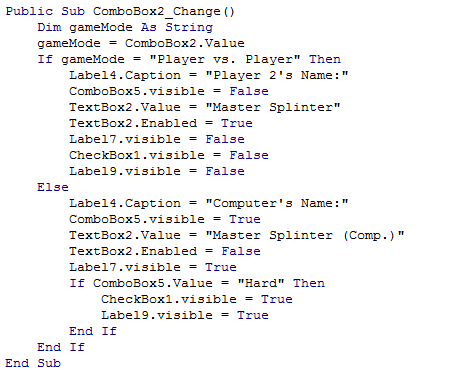 Public Sub ComboBox2_Change()
    Dim gameMode As String
    gameMode = ComboBox2.Value
    If gameMode = "Player vs. Player" Then
        Label4.Caption = "Player 2's Name:"
        ComboBox5.visible = False
        TextBox2.Value = "Master Splinter"
        TextBox2.Enabled = True
        Label7.visible = False
        CheckBox1.visible = False
        Label9.visible = False
    Else
        Label4.Caption = "Computer's Name:"
        ComboBox5.visible = True
        TextBox2.Value = "Master Splinter (Comp.)"
        TextBox2.Enabled = False
        Label7.visible = True
        If ComboBox5.Value = "Hard" Then
            CheckBox1.visible = True
            Label9.visible = True
        End If
    End If
End Sub